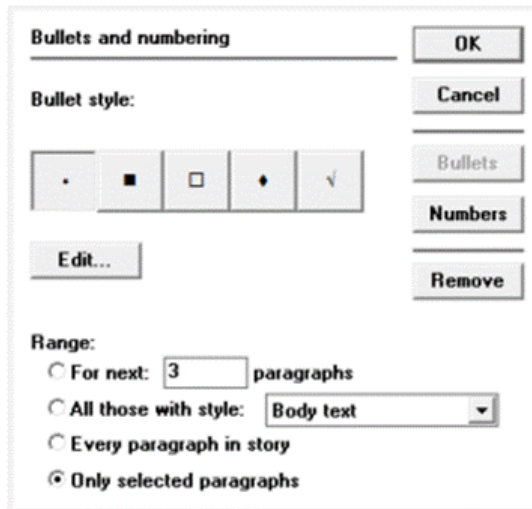 Bullets and numbering
OK
Bullet style:
Cancel
Bullets
• ■ □ ♦ √
Numbers
Edit...
Remove
Range:
For next: 3 paragraphs
All those with style: Body text
Every paragraph in story
Only selected paragraphs